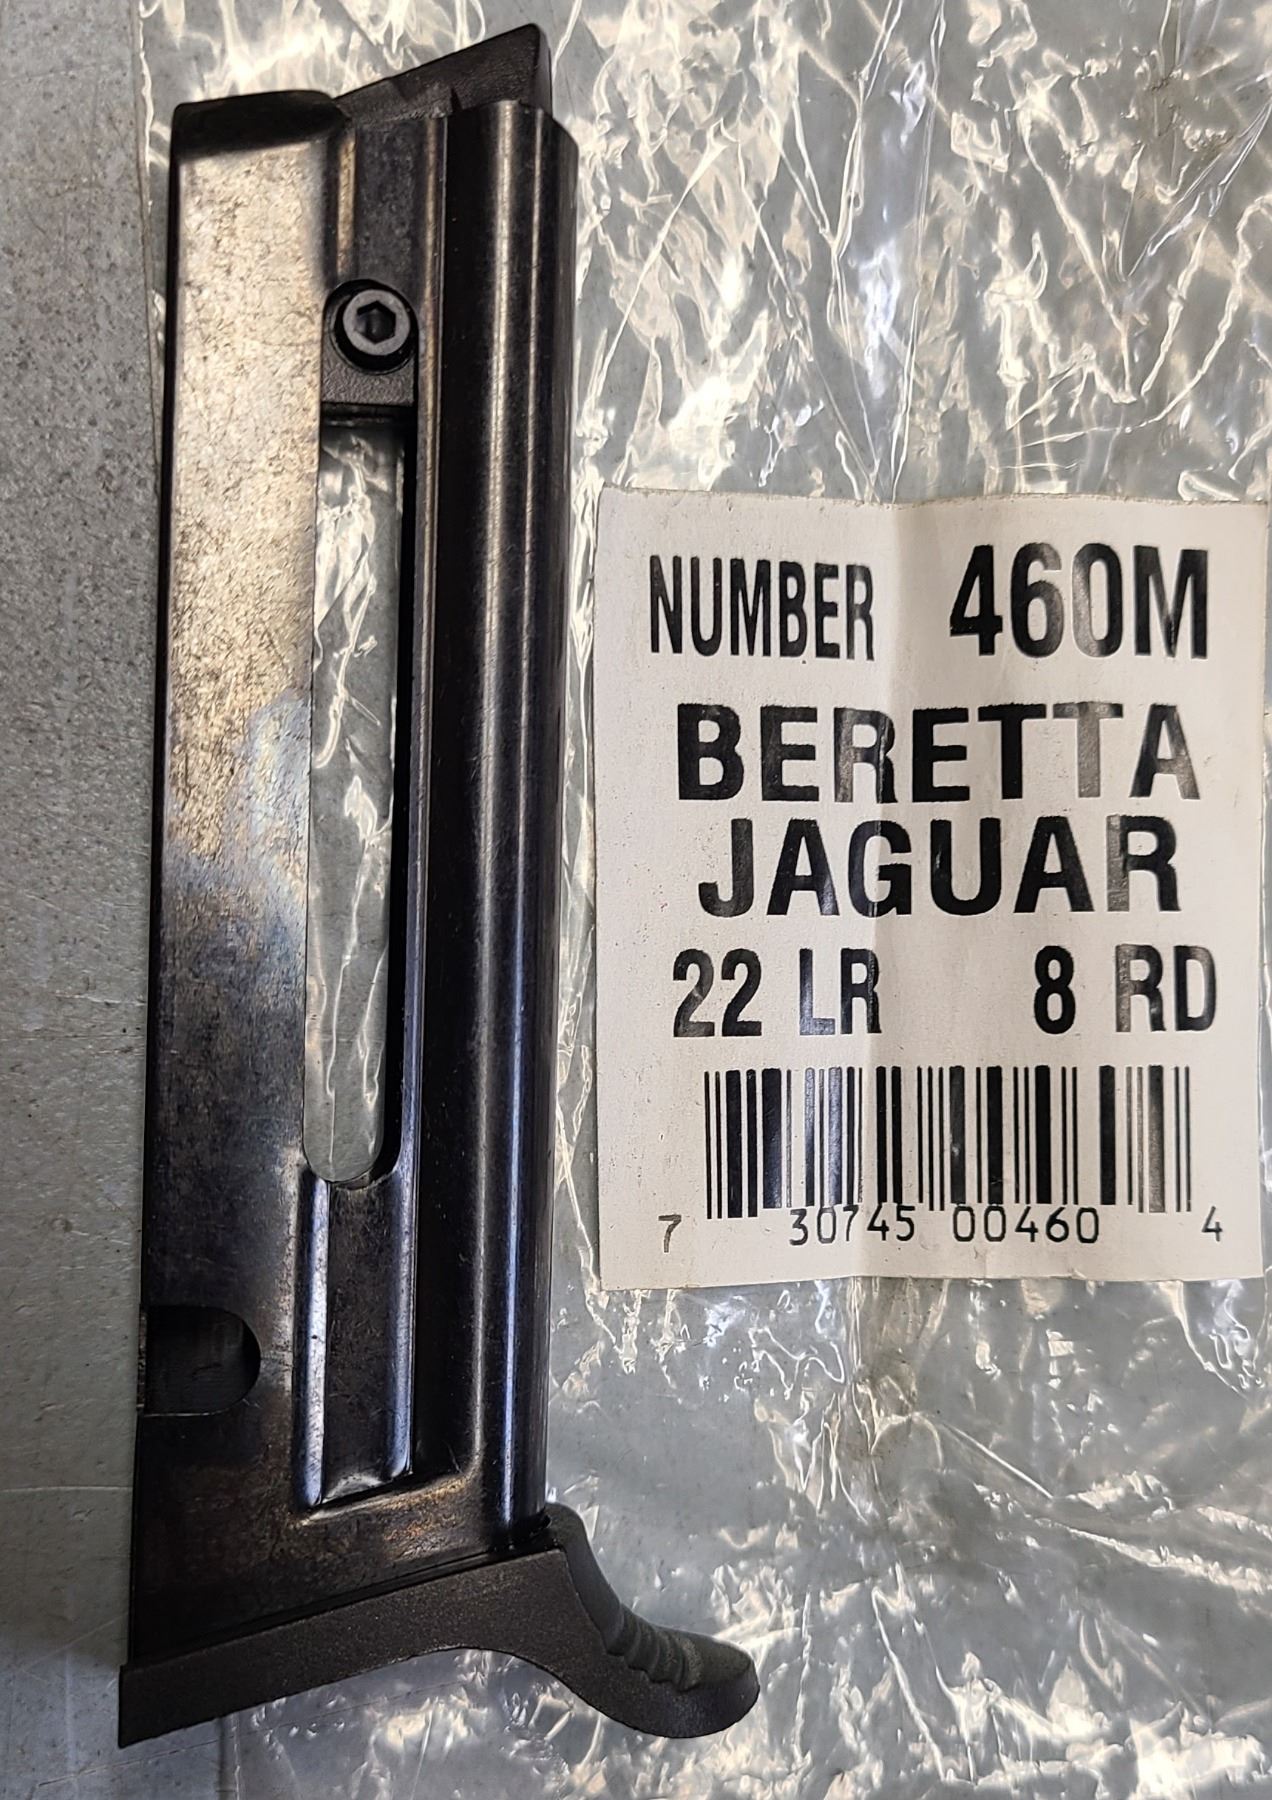 NUMBER 460M
BERETTA
JAGUAR
22 LR 8 RD
7 30745 00460 4